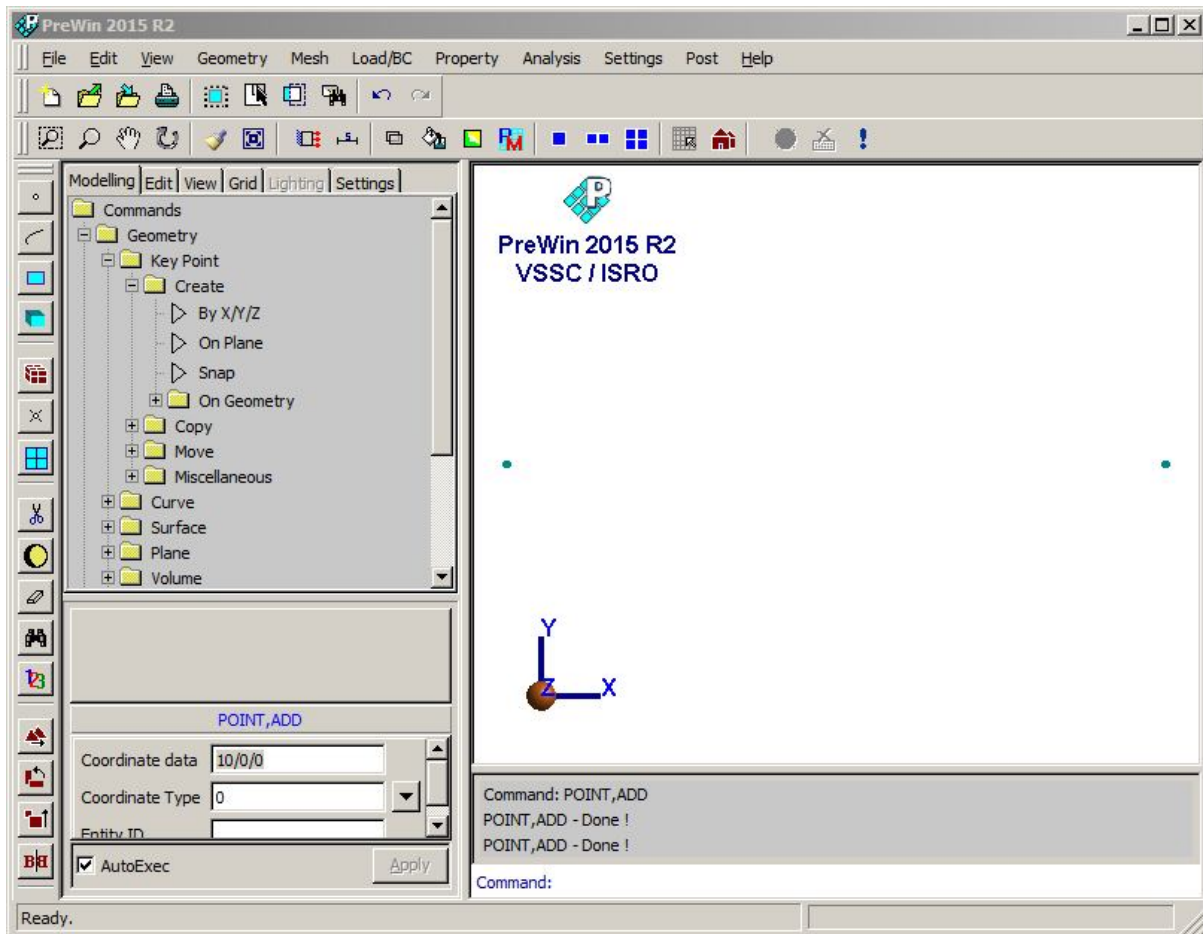 PreWin 2015 R2
File Edit View Geometry Mesh Load/BC Property Analysis Settings Post Help
Modelling Edit View Grid Lighting Settings
Commands
Geometry
Key Point
Create
By X/Y/Z
On Plane
Snap
On Geometry
Copy
Move
Miscellaneous
Curve
Surface
Plane
Volume
POINT,ADD
Coordinate data 10/0/0
Coordinate Type 0
Entity ID
AutoExec Apply
P
PreWin 2015 R2
VSSC / ISRO
Y
Z X
Command: POINT,ADD
POINT,ADD - Done !
POINT,ADD - Done !
Command:
Ready.